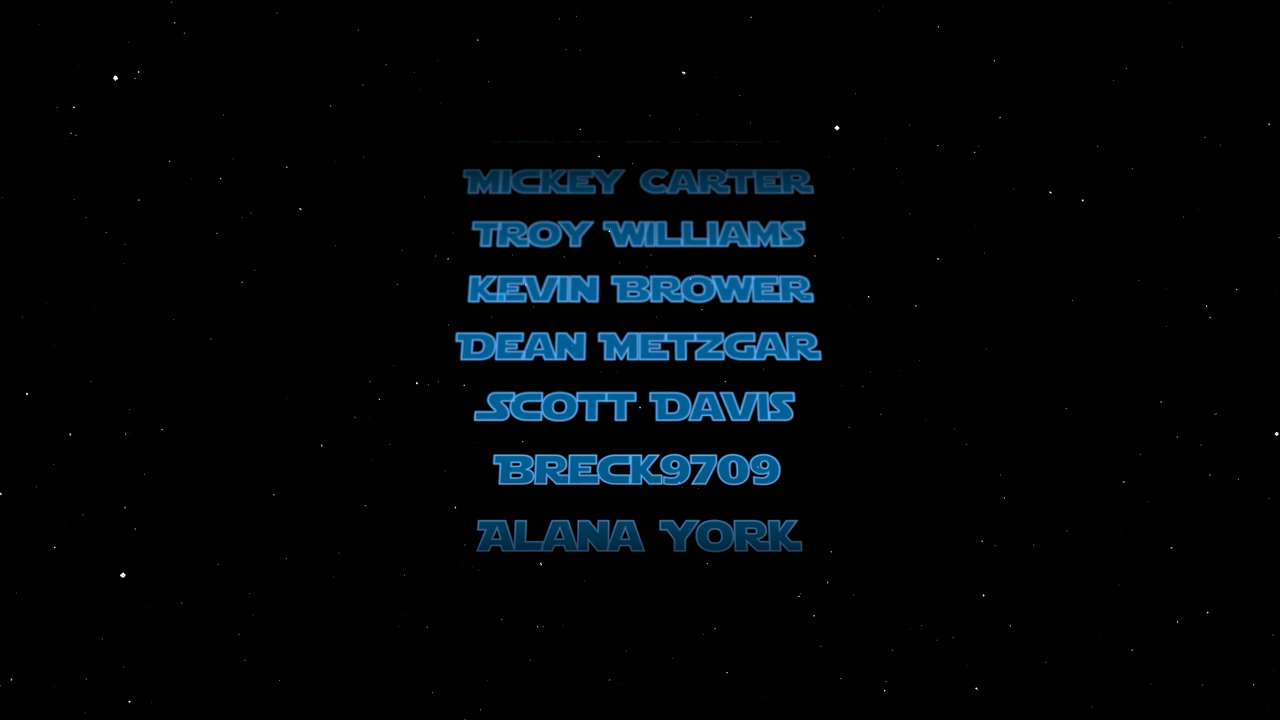 Mickey Carter
Troy Williams
Kevin Brower
Dean Metzgar
Scott Davis
Breck9709
Alana York